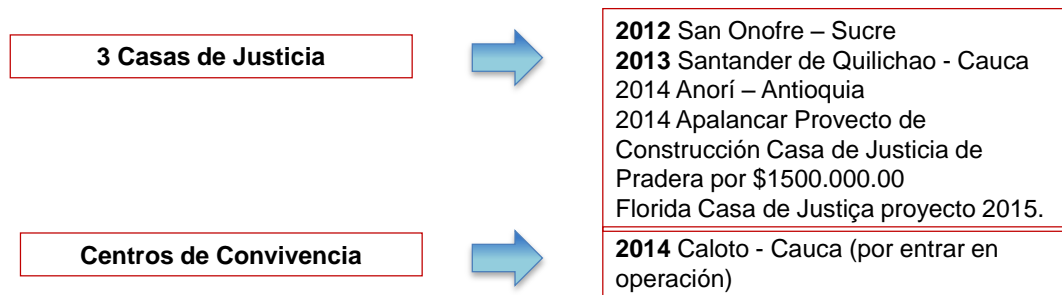 3 Casas de Justicia
2012 San Onofre – Sucre
2013 Santander de Quilichao - Cauca
2014 Anorí – Antioquia
2014 Apalancar Provecto de
Construcción Casa de Justicia de
Pradera por $1500.000.00
Florida Casa de Justiça proyecto 2015.
Centros de Convivencia
2014 Caloto - Cauca (por entrar en
operación)